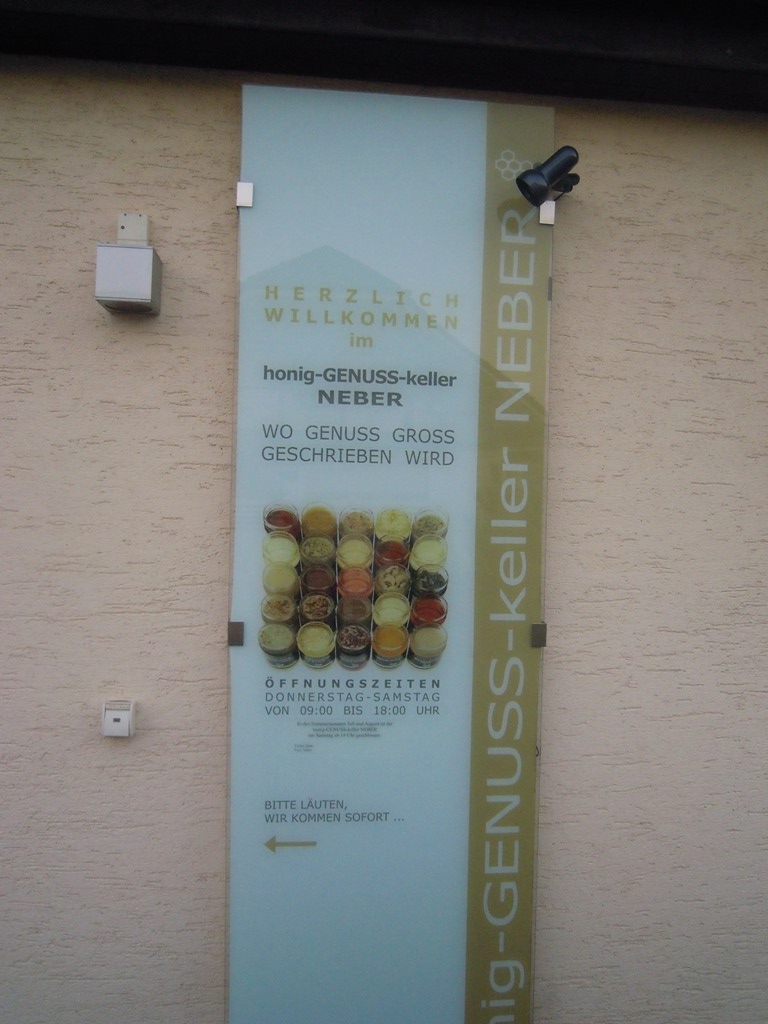 HERZLICH
WILLKOMMEN
im
honig-GENUSS-keller
NEBER
WO GENUSS GROSS
GESCHRIEBEN WIRD
ÖFFNUNGSZEITEN
DONNERSTAG-SAMSTAG
VON 09:00 BIS 18:00 UHR
BITTE LÄUTEN,
WIR KOMMEN SOFORT ...
nig-GENUSS-keller NEBER